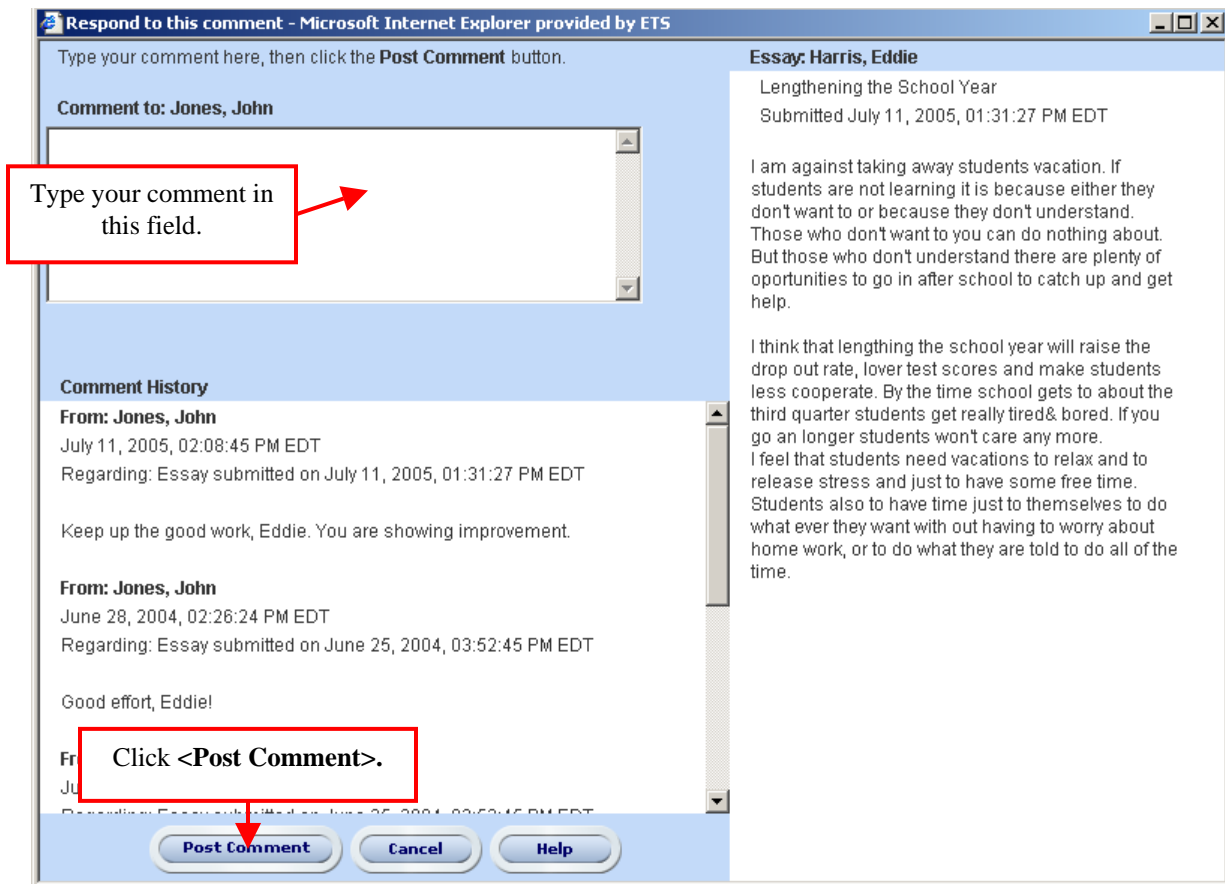 Respond to this comment - Microsoft Internet Explorer provided by ETS
Type your comment here, then click the Post Comment button.
Comment to: Jones, John
Type your comment in
this field.
Comment History
From: Jones, John
July 11, 2005, 02:08:45 PM EDT
Regarding: Essay submitted on July 11, 2005, 01:31:27 PM EDT
Keep up the good work, Eddie. You are showing improvement.
From: Jones, John
June 28, 2004, 02:26:24 PM EDT
Regarding: Essay submitted on June 25, 2004, 03:52:45 PM EDT
Good effort, Eddie!
Click <Post Comment>.
Post Comment
Cancel
Help
Essay: Harris, Eddie
Lengthening the School Year
Submitted July 11, 2005, 01:31:27 PM EDT
I am against taking away students vacation. If
students are not learning it is because either they
don't want to or because they don't understand.
Those who don't want to you can do nothing about.
But those who don't understand there are plenty of
oportunities to go in after school to catch up and get
help.
I think that lengthing the school year will raise the
drop out rate, lover test scores and make students
less cooperate. By the time school gets to about the
third quarter students get really tired& bored. If you
go an longer students won't care any more.
I feel that students need vacations to relax and to
release stress and just to have some free time.
Students also to have time just to themselves to do
what ever they want with out having to worry about
home work, or to do what they are told to do all of the
time.